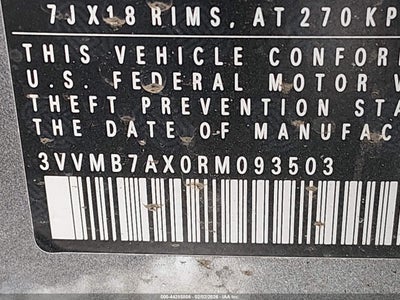 7JX18 RIMS, AT 270 KP
THIS VEHICLE CONFOR
U.S. FEDERAL MOTOR V
THEFT PREVENTION STA
THE DATE OF MANUFAC
3VVMB7AX0RM093503